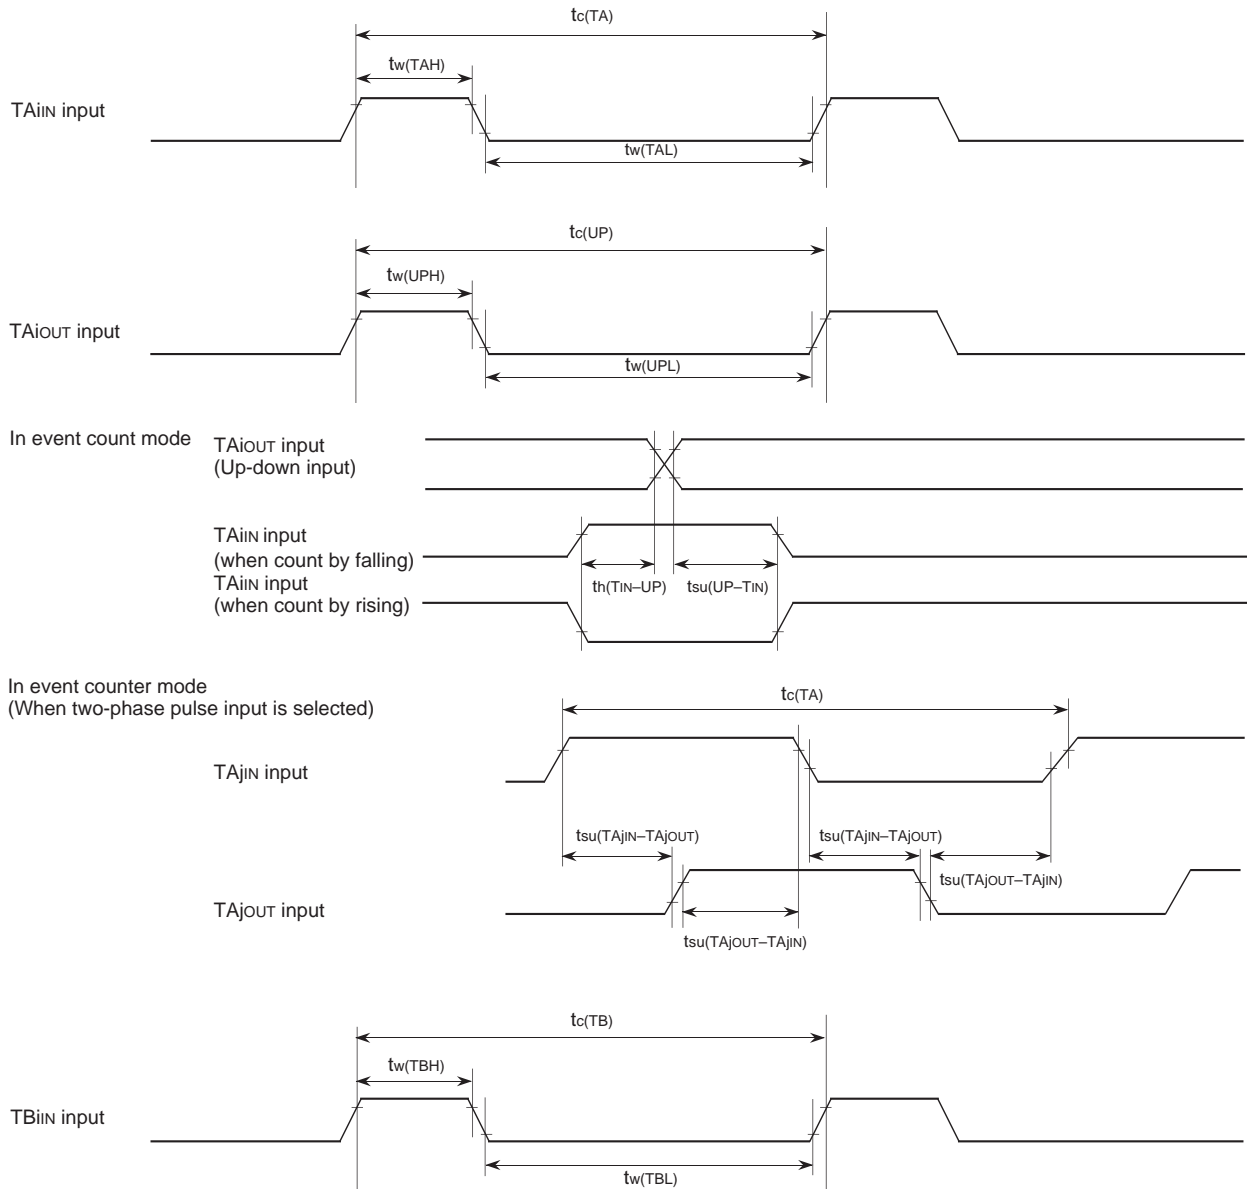 tc(TA)
tw(TAH)
TAiIN input
tw(TAL)
tc(UP)
tw(UPH)
TAiOUT input
tw(UPL)
In event count mode
TAiOUT input
(Up-down input)
TAiIN input
(when count by falling)
TAiIN input
(when count by rising)
th(TIN–UP)
tsu(UP–TIN)
In event counter mode
(When two-phase pulse input is selected)
tc(TA)
TAjIN input
tsu(TAjIN–TAjOUT)
tsu(TAjIN–TAjOUT)
tsu(TAjOUT–TAjIN)
TAjOUT input
tsu(TAjOUT–TAjIN)
tc(TB)
tw(TBH)
TBiIN input
tw(TBL)